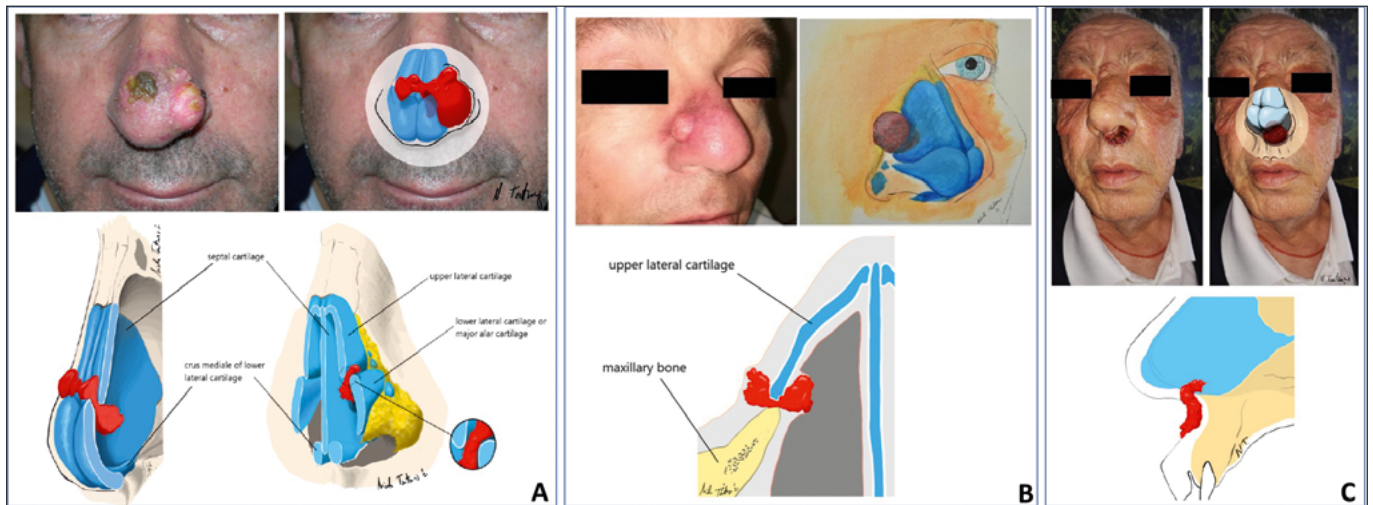 septal cartilage
upper lateral cartilage
lower lateral cartilage or
major alar cartilage
crus mediale of lower
lateral cartilage
A
upper lateral cartilage
maxillary bone
B
NT
C